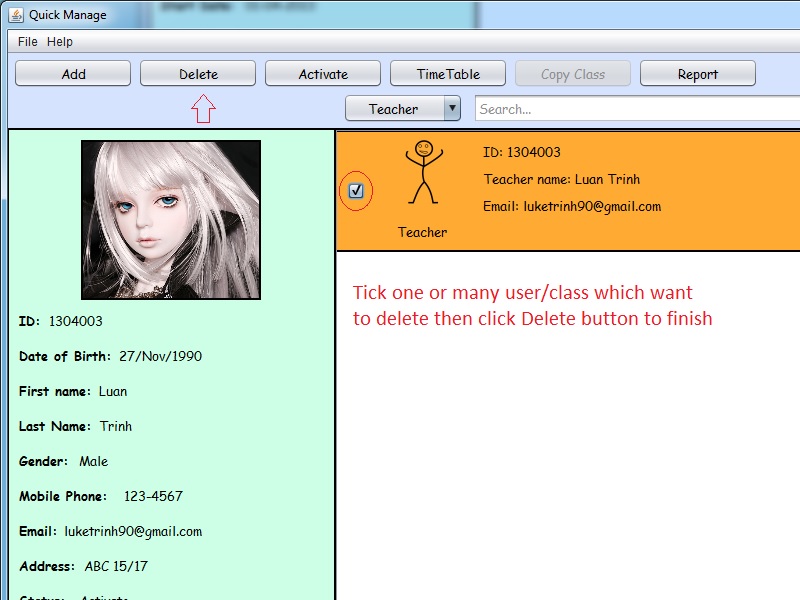 Quick Manage
File Help
Add Delete Activate TimeTable Copy Class Report
Teacher Search...
ID: 1304003
Teacher name: Luan Trinh
Email: luketrinh90@gmail.com
Teacher
Tick one or many user/class which want
to delete then click Delete button to finish
ID: 1304003
Date of Birth: 27/Nov/1990
First name: Luan
Last Name: Trinh
Gender: Male
Mobile Phone: 123-4567
Email: luketrinh90@gmail.com
Address: ABC 15/17
Status: Activate